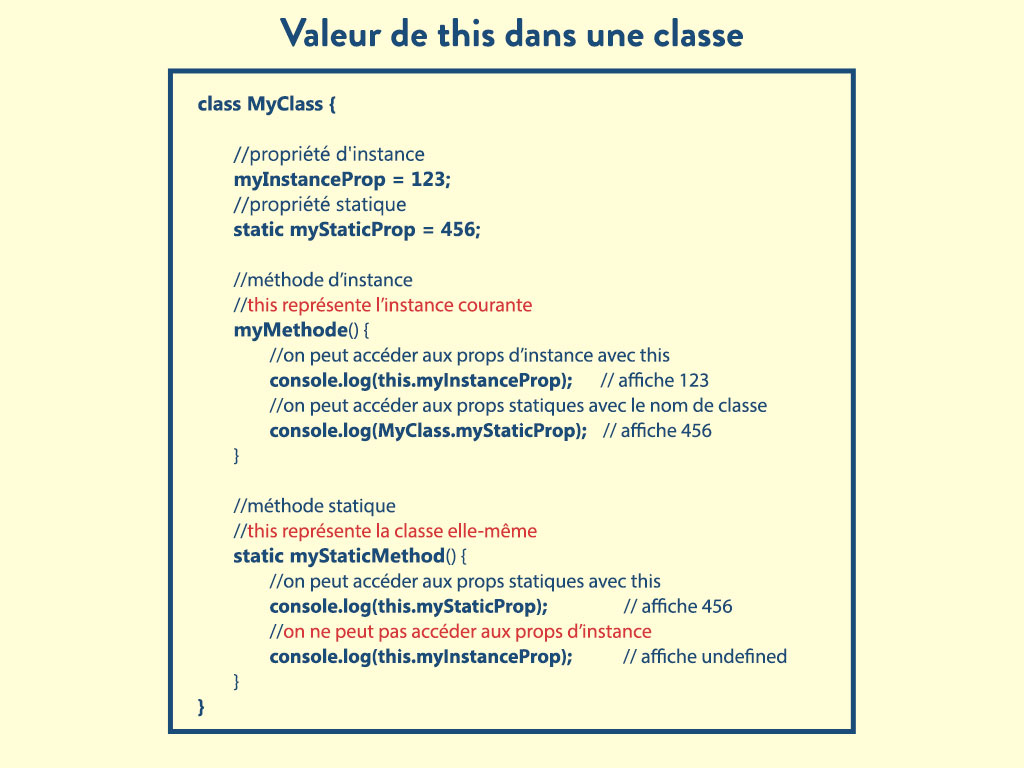 Valeur de this dans une classe
class MyClass {
//propriété d'instance
myInstanceProp = 123;
//propriété statique
static myStaticProp = 456;
//méthode d’instance
//this représente l’instance courante
myMethode() {
//on peut accéder aux props d’instance avec this
console.log(this.myInstanceProp); // affiche 123
//on peut accéder aux props statiques avec le nom de classe
console.log(MyClass.myStaticProp); // affiche 456
}
//méthode statique
//this représente la classe elle-même
static myStaticMethod() {
//on peut accéder aux props statiques avec this
console.log(this.myStaticProp); // affiche 456
//on ne peut pas accéder aux props d’instance
console.log(this.myInstanceProp); // affiche undefined
}
}